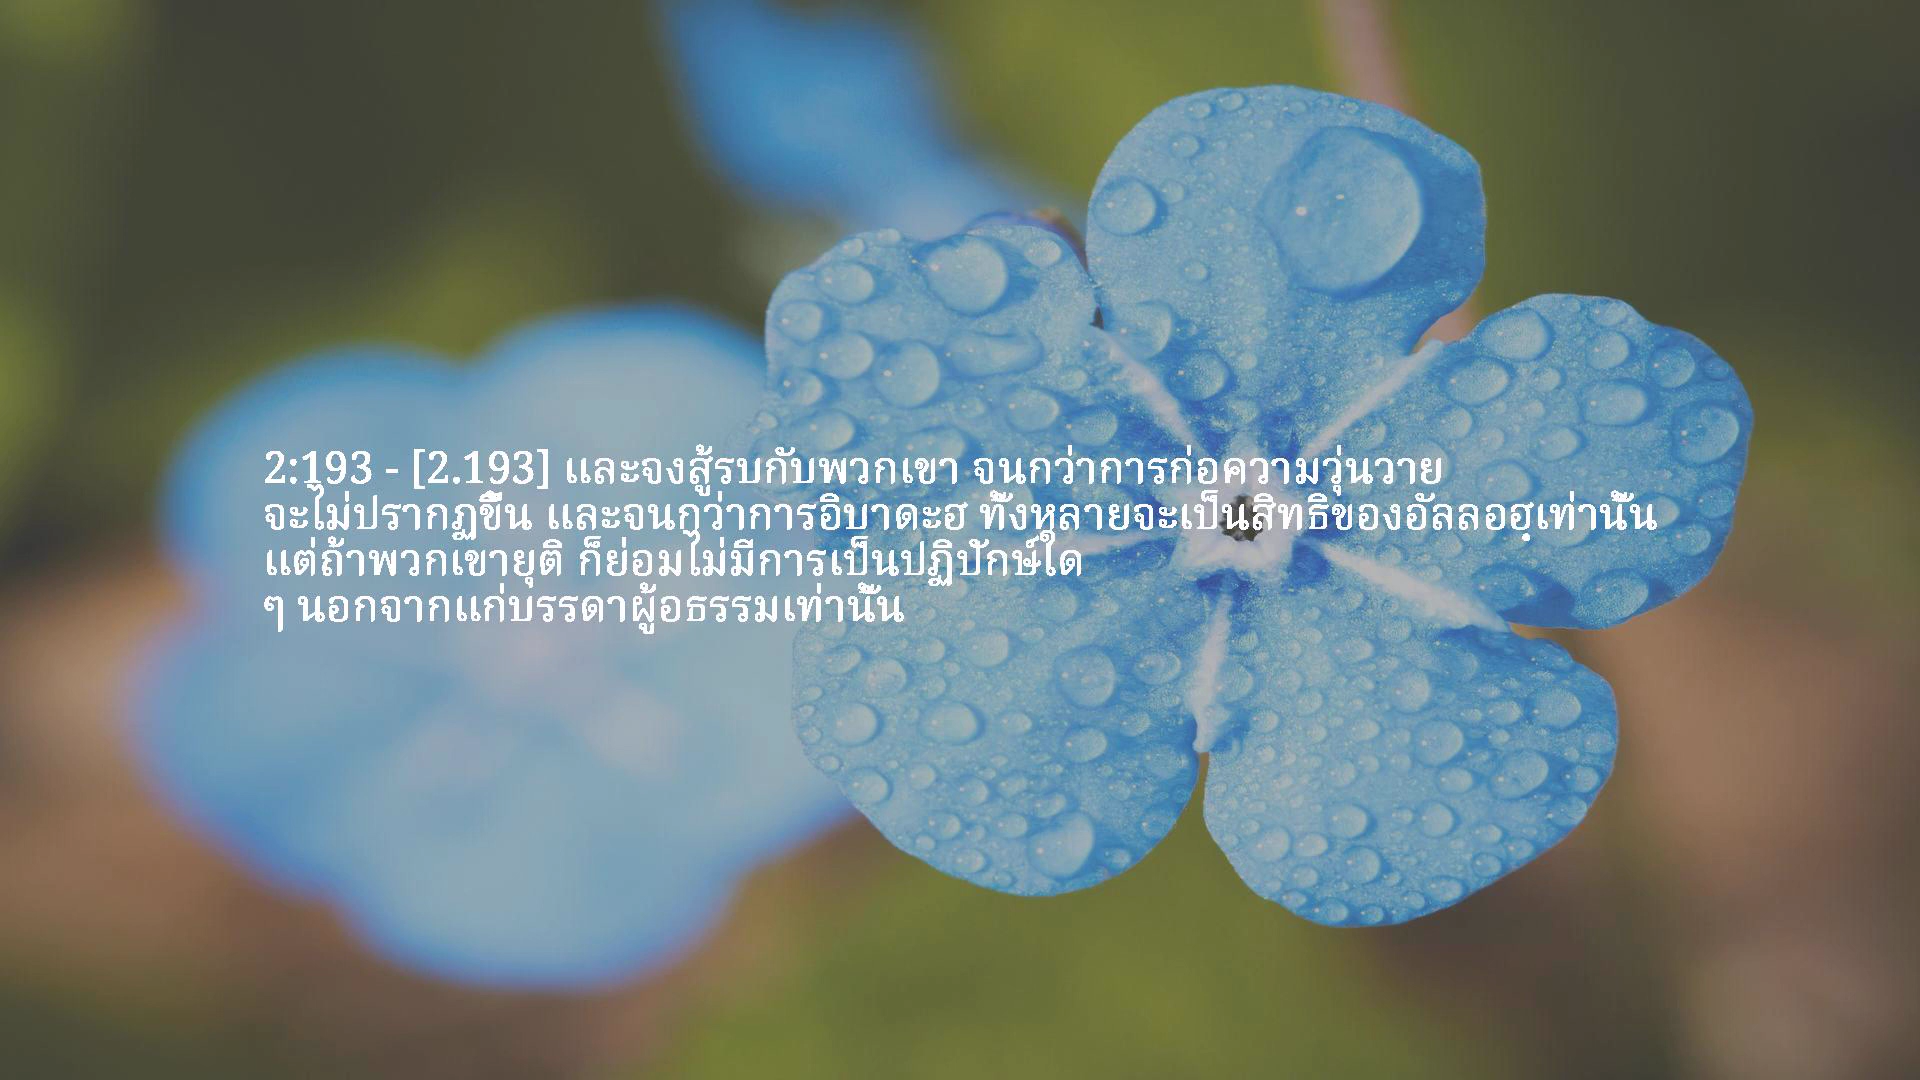 2:193 - [2.193] และจงสู้รบกับพวกเขา จนกว่าการก่อความวุ่นวาย
จะไม่ปรากฏขึ้น และจนกว่าการอิบาดะฮ ทั้งหลายจะเป็นสิทธิของอัลลอฮฺเท่านั้น
แต่ถ้าพวกเขายุติ ก็ย่อมไม่มีการเป็นปฏิปักษ์ใด
ๆ นอกจากแก่บรรดาผู้อธรรมเท่านั้น